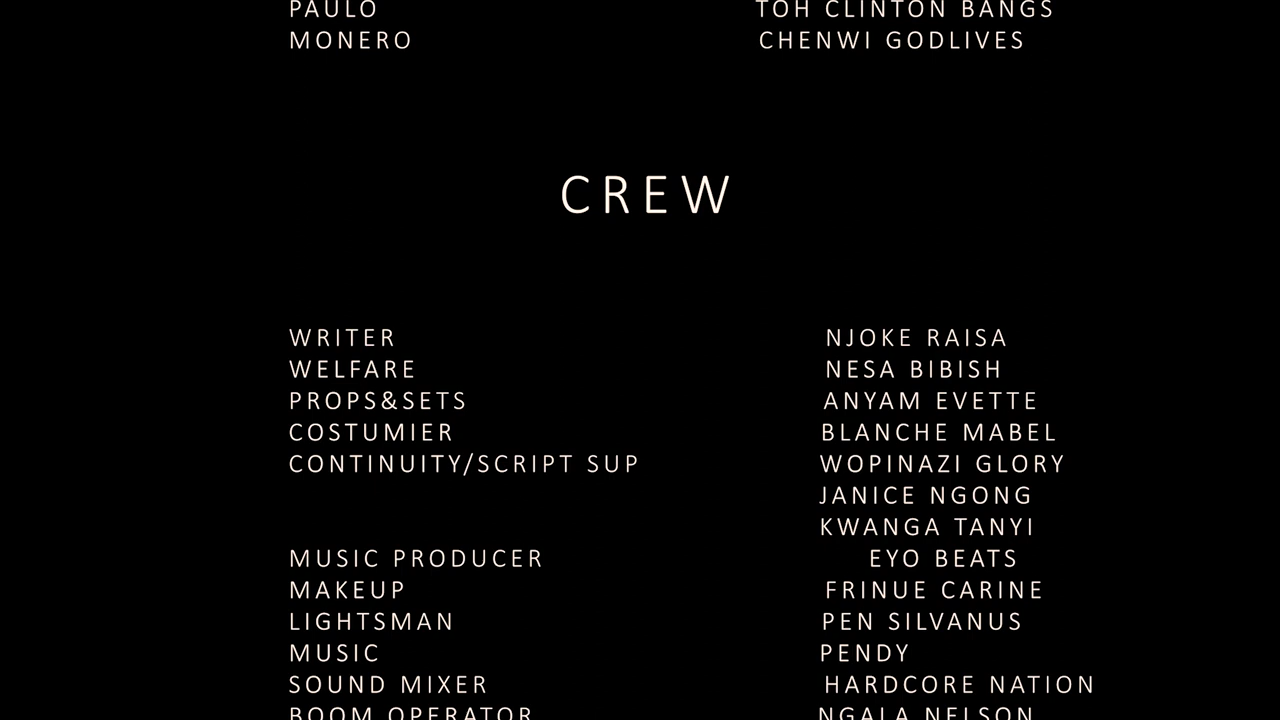 PAULO TOH CLINTON BANGS
MONERO CHENWI GODLIVES
CREW
WRITER NJOKE RAISA
WELFARE NESA BIBISH
PROPS&SETS ANYAM EVETTE
COSTUMIER BLANCHE MABEL
CONTINUITY/SCRIPT SUP WOPINAZI GLORY
JANICE NGONG
KWANGA TANYI
MUSIC PRODUCER EYO BEATS
MAKEUP FRINUE CARINE
LIGHTSMAN PEN SILVANUS
MUSIC PENDY
SOUND MIXER HARDCORE NATION
BOOM OPERATOR NGALA NELSON